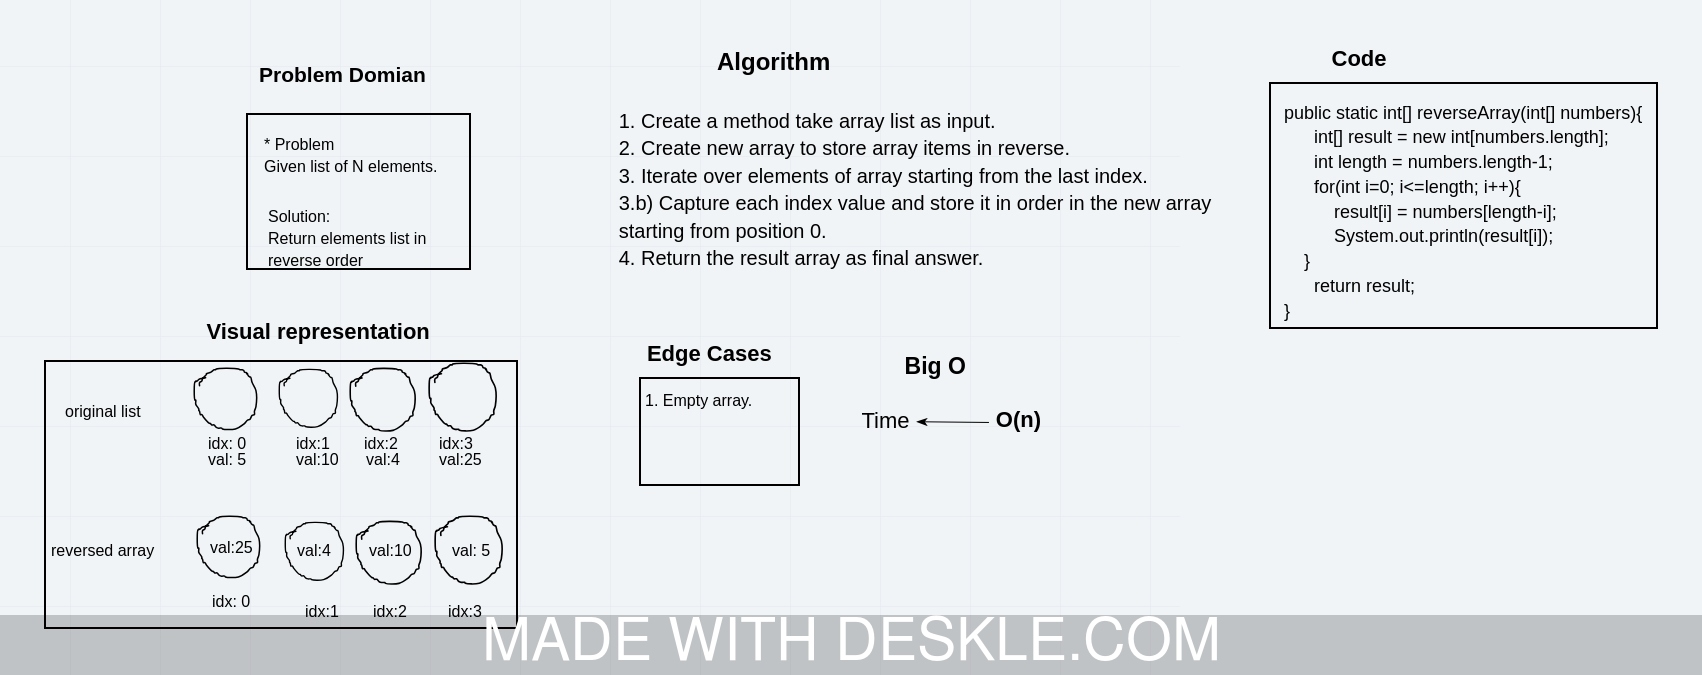 Problem Domian
* Problem
Given list of N elements.
Solution:
Return elements list in
reverse order
Visual representation
original list
idx: 0 idx:1 idx:2 idx:3
val: 5 val:10 val:4 val:25
reversed array val:25 val:4 val:10 val: 5
idx: 0 idx:1 idx:2 idx:3
Algorithm
1. Create a method take array list as input.
2. Create new array to store array items in reverse.
3. Iterate over elements of array starting from the last index.
3.b) Capture each index value and store it in order in the new array
starting from position 0.
4. Return the result array as final answer.
Edge Cases
1. Empty array.
Big O
Time O(n)
Code
public static int[] reverseArray(int[] numbers){
int[] result = new int[numbers.length];
int length = numbers.length-1;
for(int i=0; i<=length; i++){
result[i] = numbers[length-i];
System.out.println(result[i]);
}
return result;
}
MADE WITH DESKLE.COM